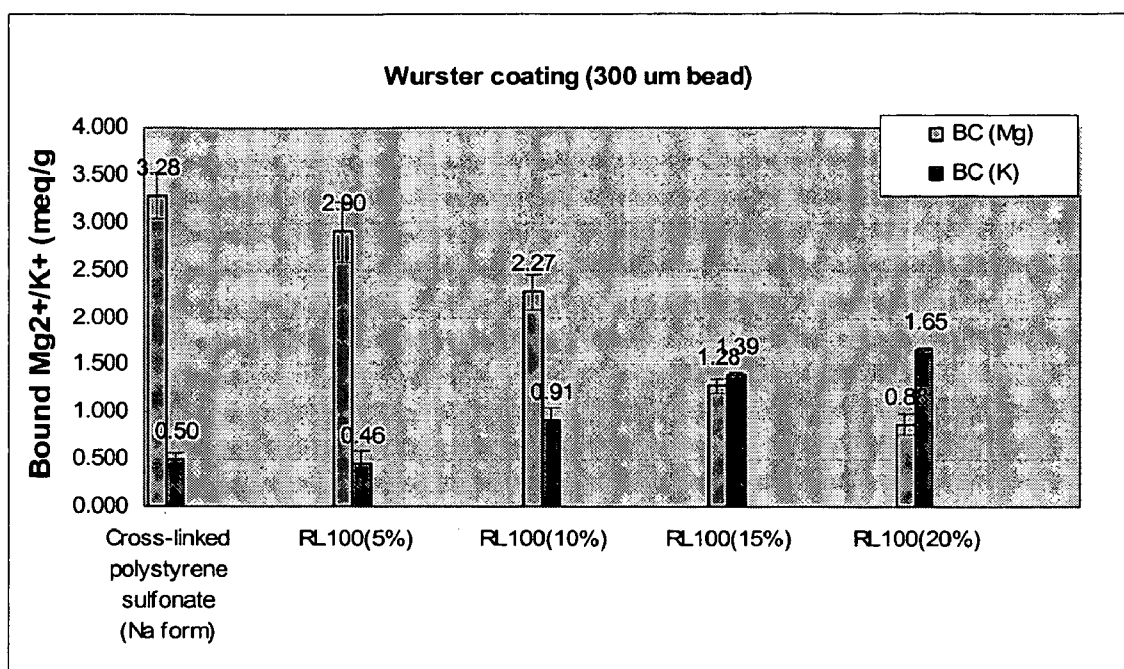 Wurster coating (300 um bead)
Bound Mg2+/K+ (meq/g)
4.000
3.500
3.000
2.500
2.000
1.500
1.000
0.500
0.000
BC (Mg)
BC (K)
3.28
0.50
2.90
0.46
2.27
0.91
1.28
1.39
1.65
Cross-linked
polystyrene
sulfonate
(Na form)
RL100(5%)
RL100(10%)
RL100(15%)
RL100(20%)